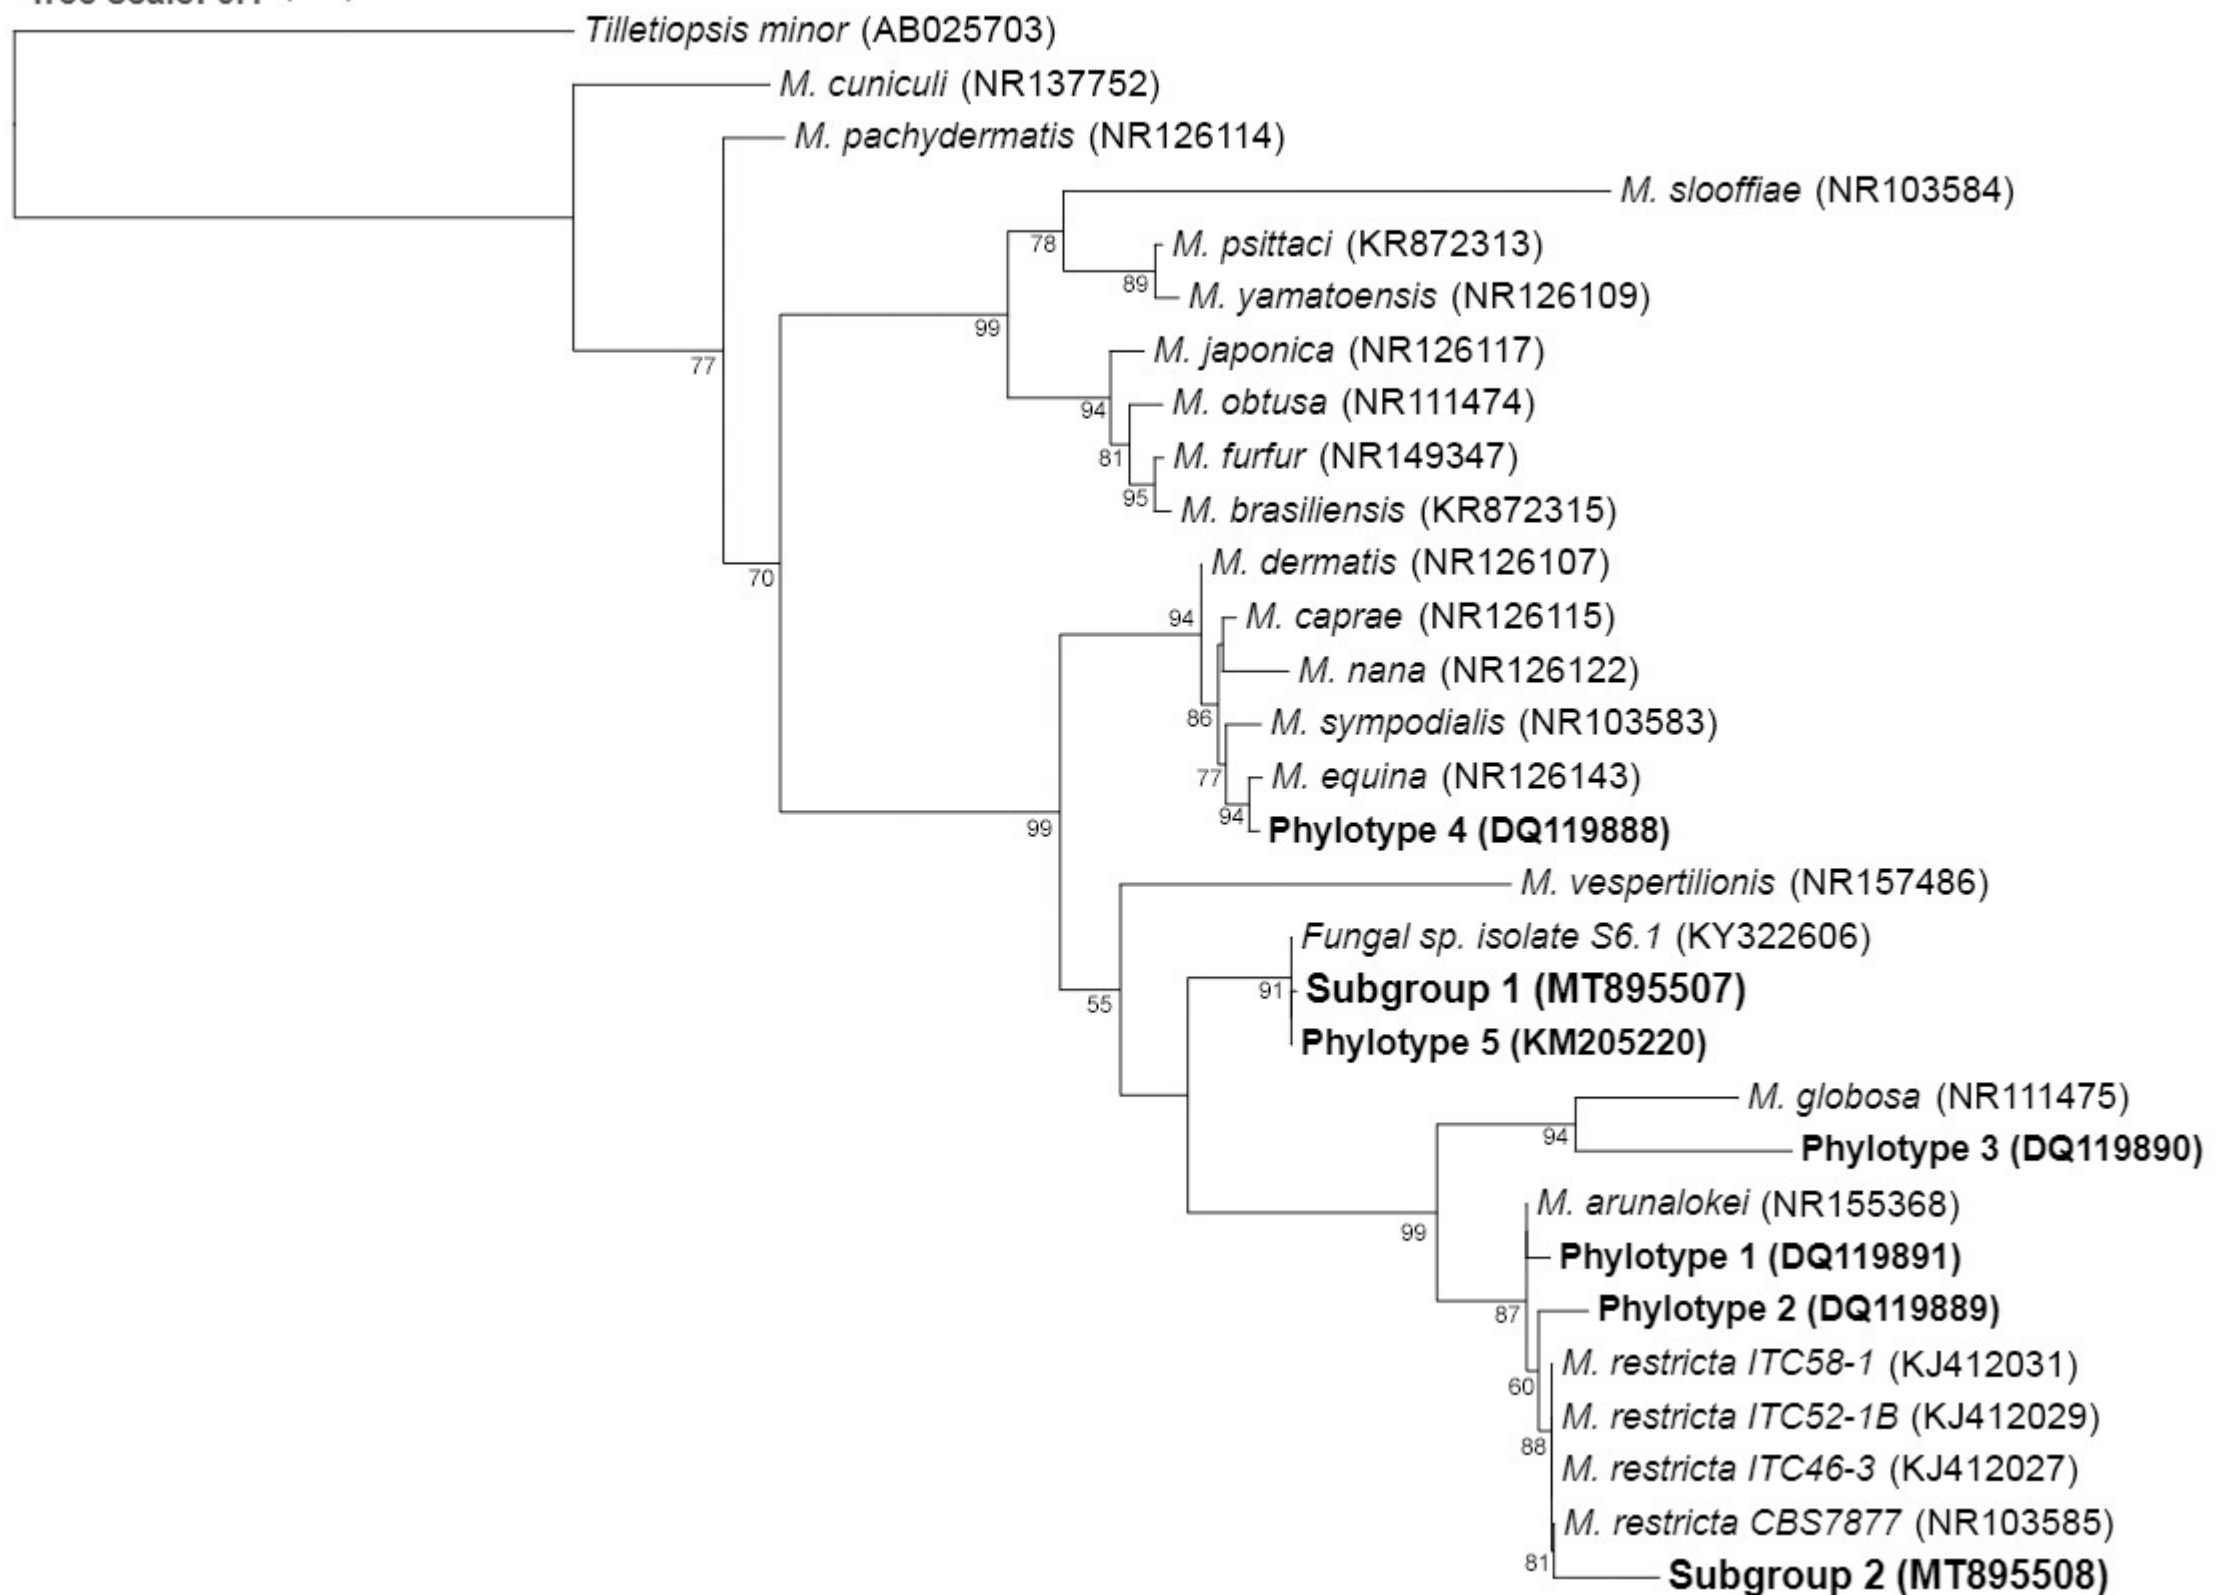 Tilletiopsis minor (AB025703)
M. cuniculi (NR137752)
M. pachydermatis (NR126114)
M. slooffiae (NR103584)
78
M. psittaci (KR872313)
89
M. yamatoensis (NR126109)
99
M. japonica (NR126117)
77
M. obtusa (NR111474)
94
M. furfur (NR149347)
81
95
M. brasiliensis (KR872315)
M. dermatis (NR126107)
70
M. caprae (NR126115)
94
M. nana (NR126122)
86
M. sympodialis (NR103583)
77
M. equina (NR126143)
94
Phylotype 4 (DQ119888)
99
M. vespertilionis (NR157486)
Fungal sp. isolate S6.1 (KY322606)
91
Subgroup 1 (MT895507)
55
Phylotype 5 (KM205220)
M. globosa (NR111475)
94
Phylotype 3 (DQ119890)
M. arunalokei (NR155368)
99
Phylotype 1 (DQ119891)
87
Phylotype 2 (DQ119889)
M. restricta ITC58-1 (KJ412031)
60
M. restricta ITC52-1B (KJ412029)
88
M. restricta ITC46-3 (KJ412027)
M. restricta CBS7877 (NR103585)
81
Subgroup 2 (MT895508)